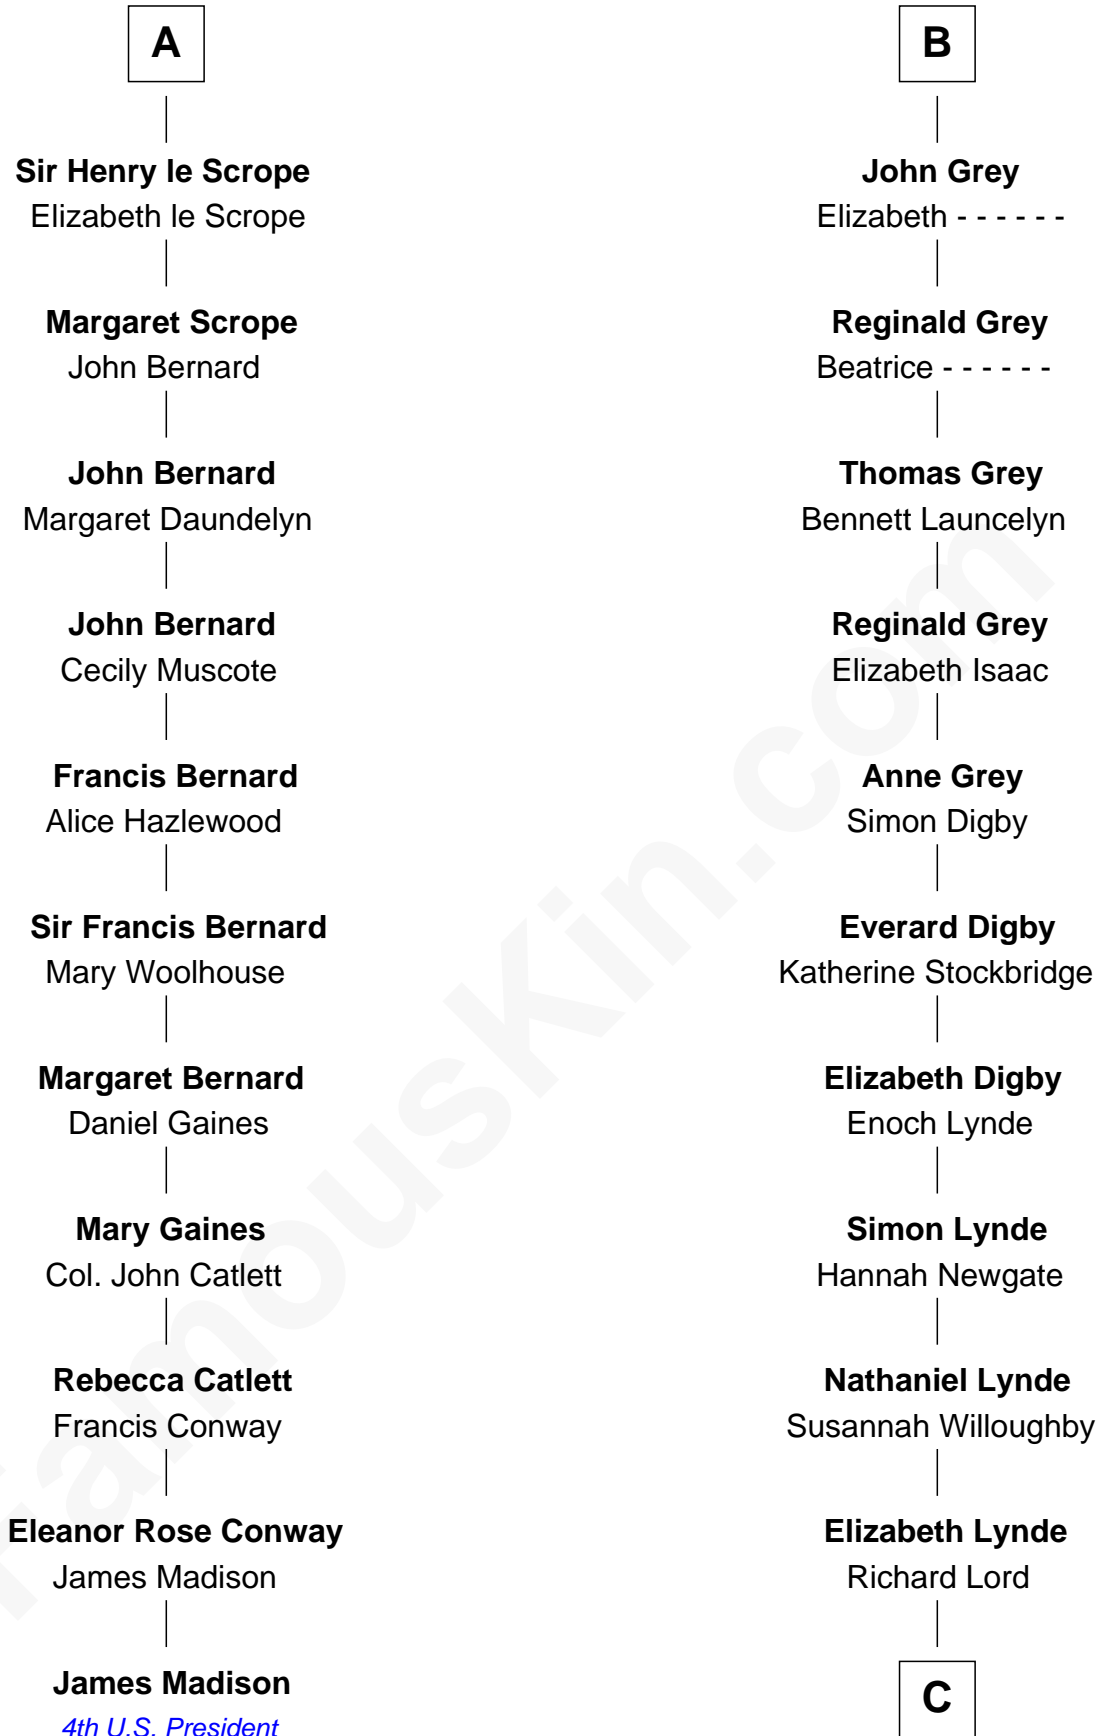 A
Sir Henry le Scrope
Elizabeth le Scrope
Margaret Scrope
John Bernard
John Bernard
Margaret Daundelyn
John Bernard
Cecily Muscote
Francis Bernard
Alice Hazlewood
Sir Francis Bernard
Mary Woolhouse
Margaret Bernard
Daniel Gaines
Mary Gaines
Col. John Catlett
Rebecca Catlett
Francis Conway
Eleanor Rose Conway
James Madison
James Madison
4th U.S. President
B
John Grey
Elizabeth - - - - - -
Reginald Grey
Beatrice - - - - - -
Thomas Grey
Bennett Launcelyn
Reginald Grey
Elizabeth Isaac
Anne Grey
Simon Digby
Everard Digby
Katherine Stockbridge
Elizabeth Digby
Enoch Lynde
Simon Lynde
Hannah Newgate
Nathaniel Lynde
Susannah Willoughby
Elizabeth Lynde
Richard Lord
C
FamousKin.com